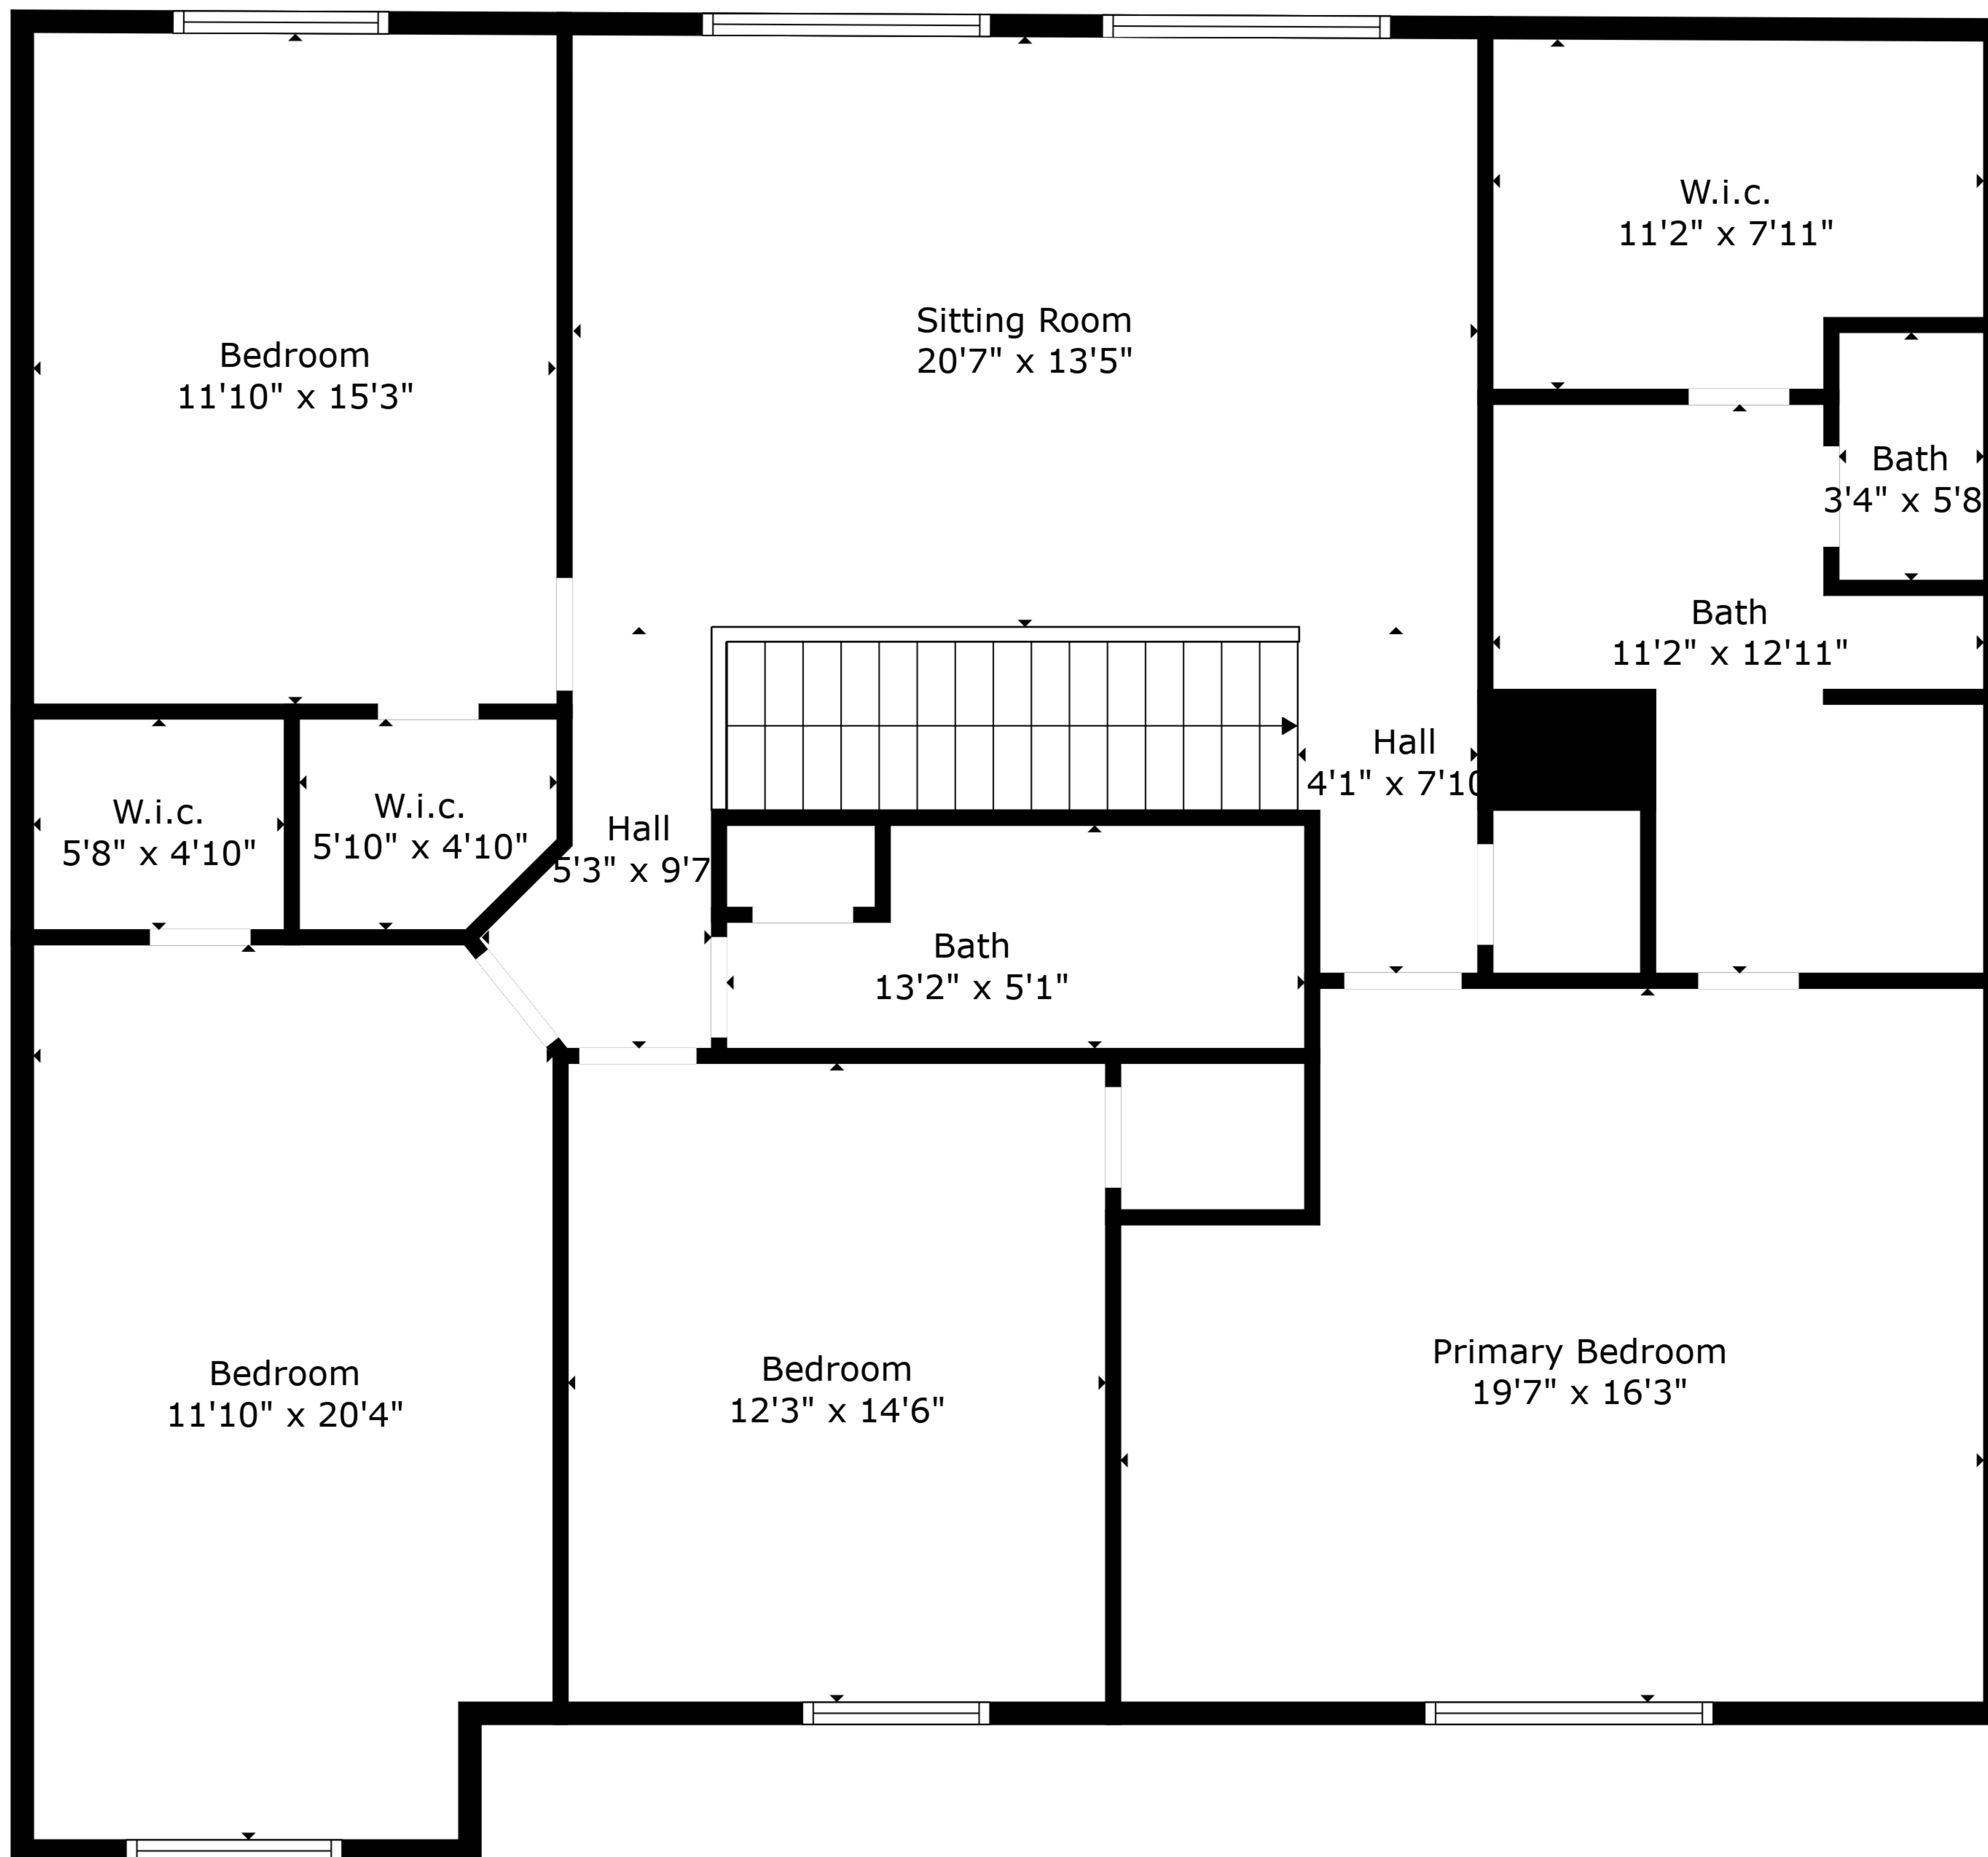 W.i.c.
11'2" x 7'11"
Sitting Room
20'7" x 13'5"
Bedroom
11'10" x 15'3"
Bath
3'4" x 5'8
Bath
11'2" x 12'11"
Hall
4'1" x 7'10
W.i.c.
5'8" x 4'10"
W.i.c.
5'10" x 4'10"
Hall
5'3" x 9'7
Bath
13'2" x 5'1"
Primary Bedroom
19'7" x 16'3"
Bedroom
11'10" x 20'4"
Bedroom
12'3" x 14'6"